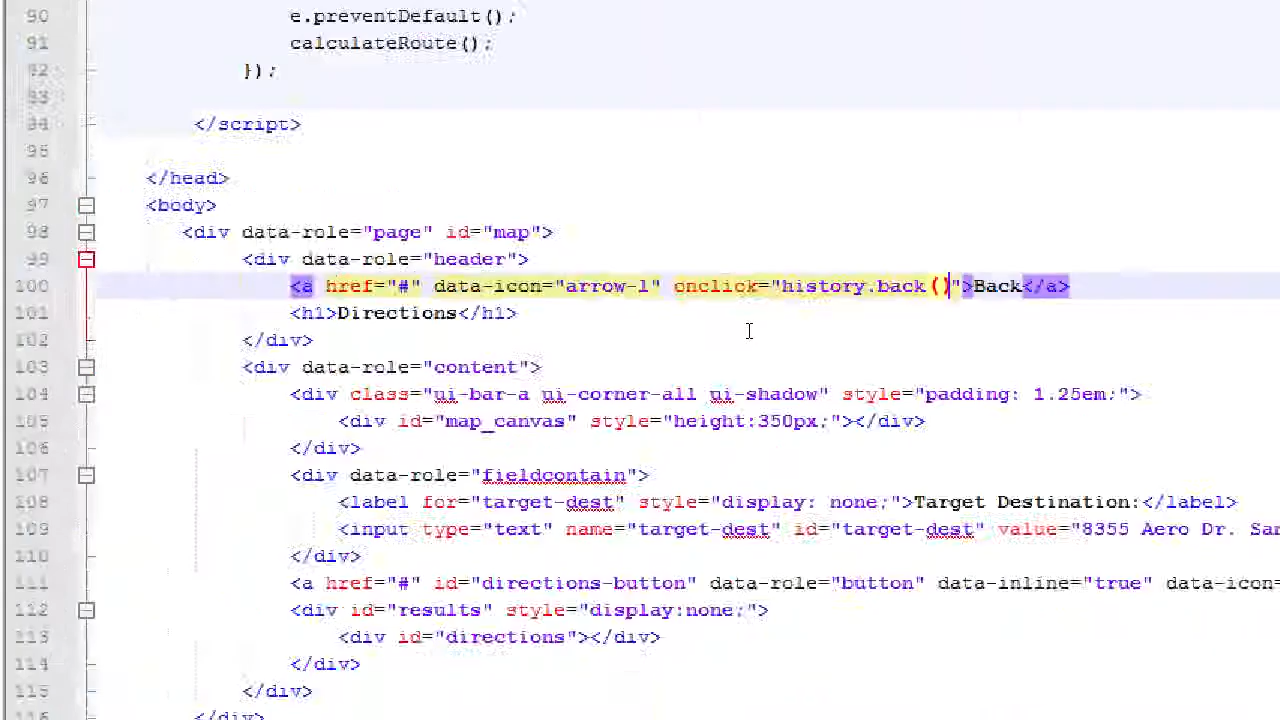 90 e.preventDefault();
91 calculateRoute();
92 });
93
94 </script>
95
96 </head>
97 <body>
98 <div data-role="page" id="map">
99 <div data-role="header">
100 <a href="#" data-icon="arrow-l" onclick="history.back()">Back</a>
101 <h1>Directions</h1>
102 </div>
103 <div data-role="content">
104 <div class="ui-bar-a ui-corner-all ui-shadow" style="padding: 1.25em;">
105 <div id="map_canvas" style="height:350px;"></div>
106 </div>
107 <div data-role="fieldcontain">
108 <label for="target-dest" style="display: none;">Target Destination:</label>
109 <input type="text" name="target-dest" id="target-dest" value="8355 Aero Dr. San
110 </div>
111 <a href="#" id="directions-button" data-role="button" data-inline="true" data-icon=
112 <div id="results" style="display:none;">
113 <div id="directions"></div>
114 </div>
115 </div>
116 </div>